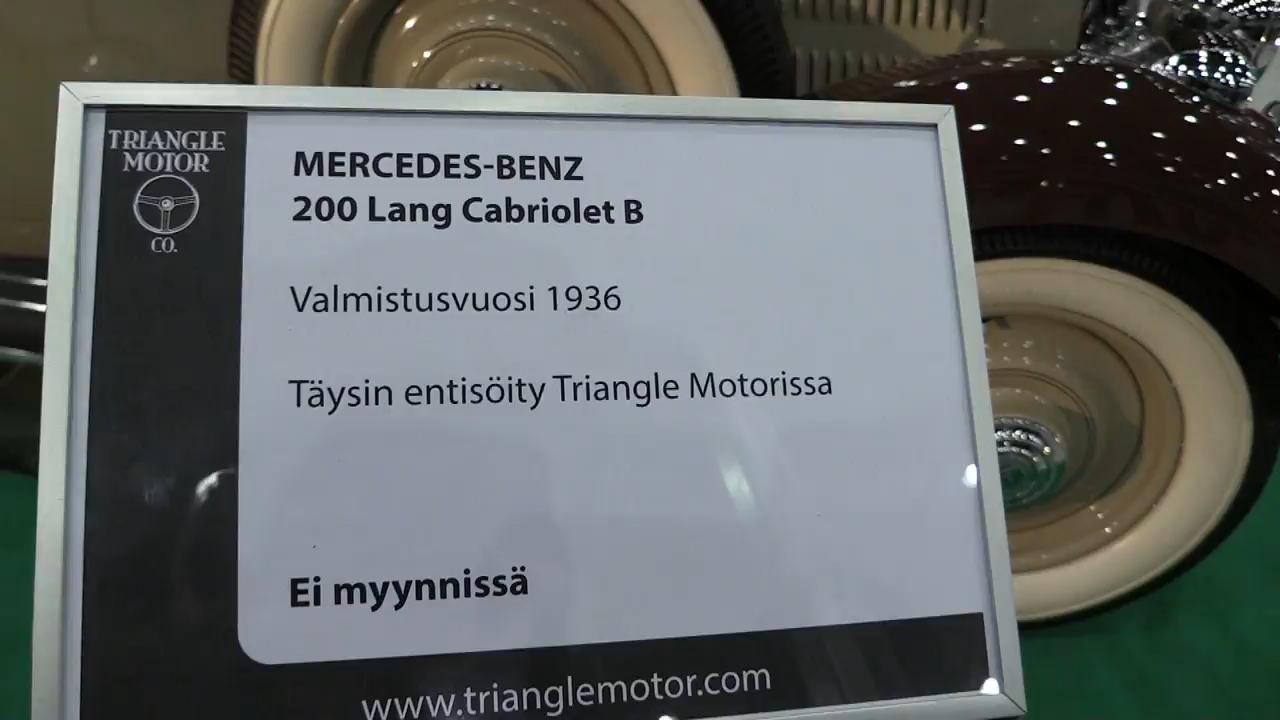 TRIANGLE
MOTOR
CO.
MERCEDES-BENZ
200 Lang Cabriolet B
Valmistusvuosi 1936
Täysin entisöity Triangle Motorissa
Ei myynnissä
www.trianglemotor.com